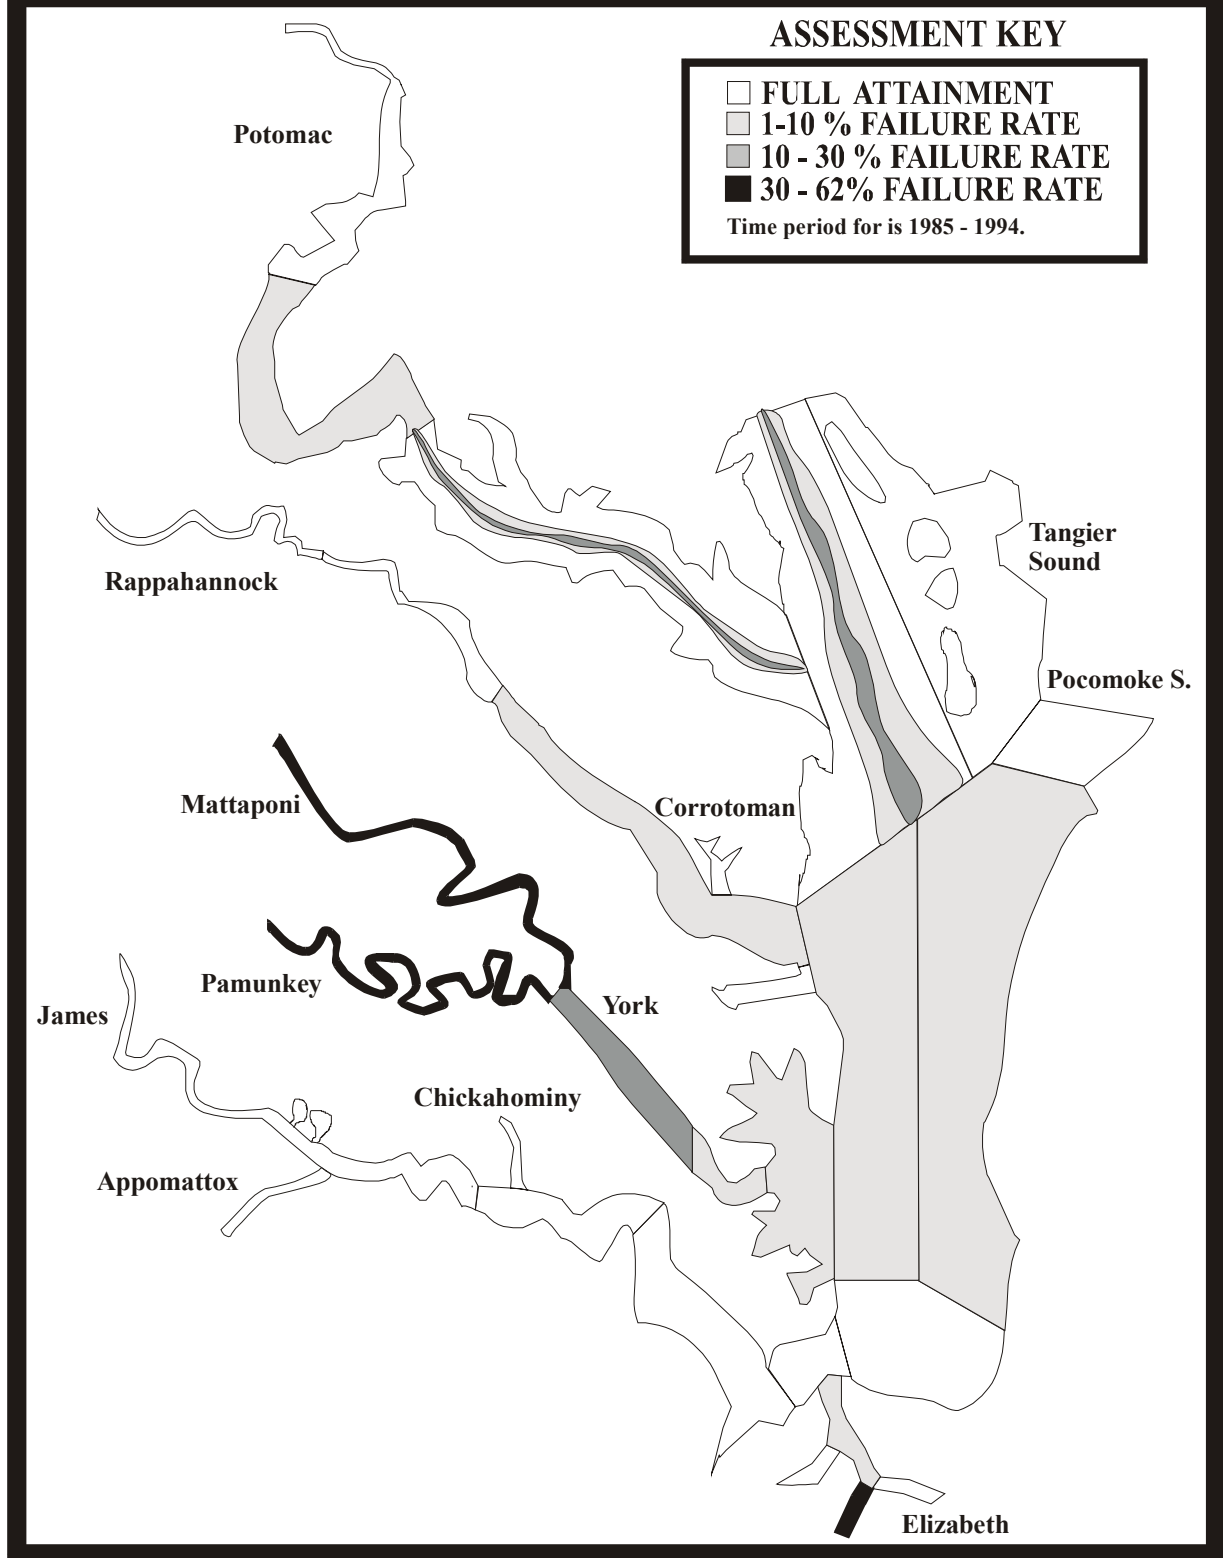 ASSESSMENT KEY
FULL ATTAINMENT
1-10 % FAILURE RATE
10 - 30 % FAILURE RATE
30 - 62% FAILURE RATE
Time period for is 1985 - 1994.
Potomac
Tangier
Sound
Rappahannock
Pocomoke S.
Mattaponi
Corrotoman
Pamunkey
York
James
Chickahominy
Appomattox
Elizabeth